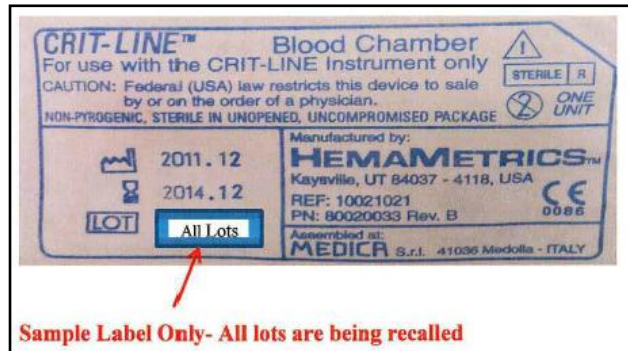 CRIT-LINE™ Blood Chamber
For use with the CRIT-LINE Instrument only
STERILE R
CAUTION: Federal (USA) law restricts this device to sale
by or on the order of a physician.
2 ONE
UNIT
NON-PYROGENIC, STERILE IN UNOPENED, UNCOMPROMISED PACKAGE
2011.12
2014.12
LOT All Lots
Manufactured by:
HEMAMETRICS™
Kaysville, UT 84037 - 4118, USA
REF: 10021021
PN: 80020033 Rev. B
CE
0086
Assembled at:
MEDICA S.r.l. 41036 Medolla - ITALY
Sample Label Only- All lots are being recalled